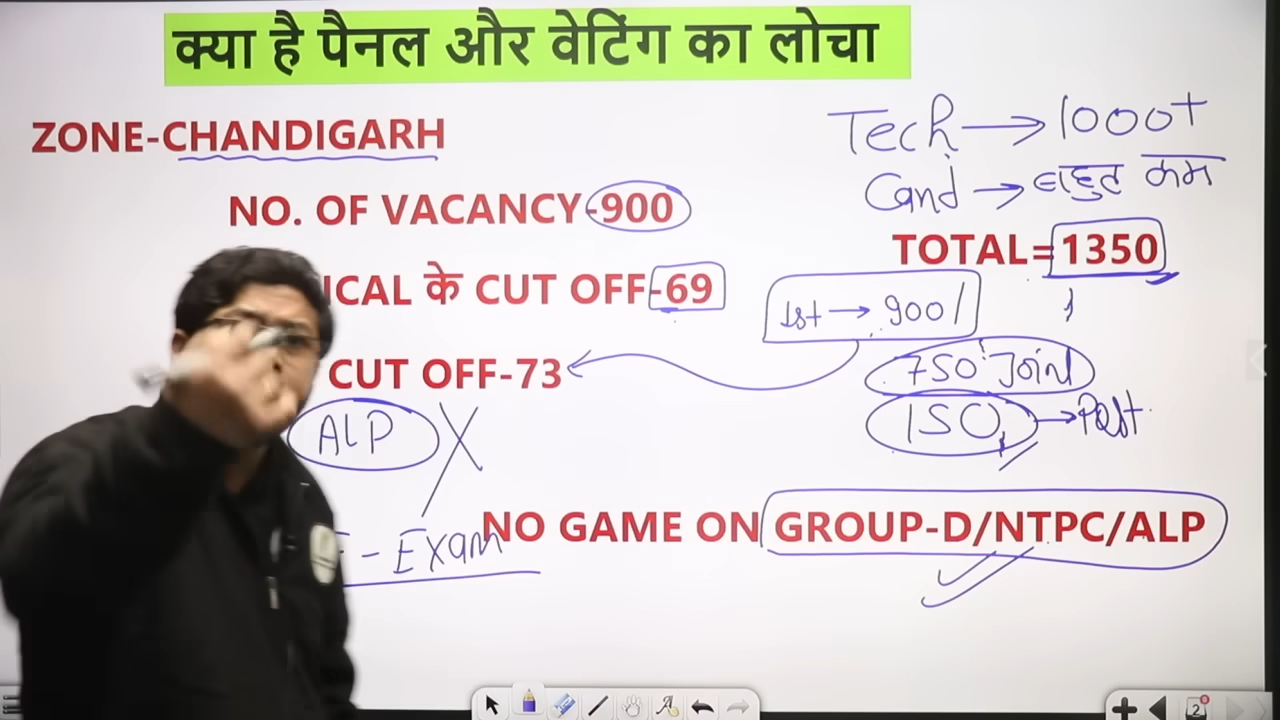 क्या है पैनल और वेटिंग का लोचा
ZONE-CHANDIGARH
Tech → 1000+
Cand → बहुत कम
NO. OF VACANCY-900
TOTAL=1350
ICAL के CUT OFF-69
1st → 900/
CUT OFF-73
750 Joint
ALP
150 → Post
E - Exam
NO GAME ON GROUP-D/NTPC/ALP
2